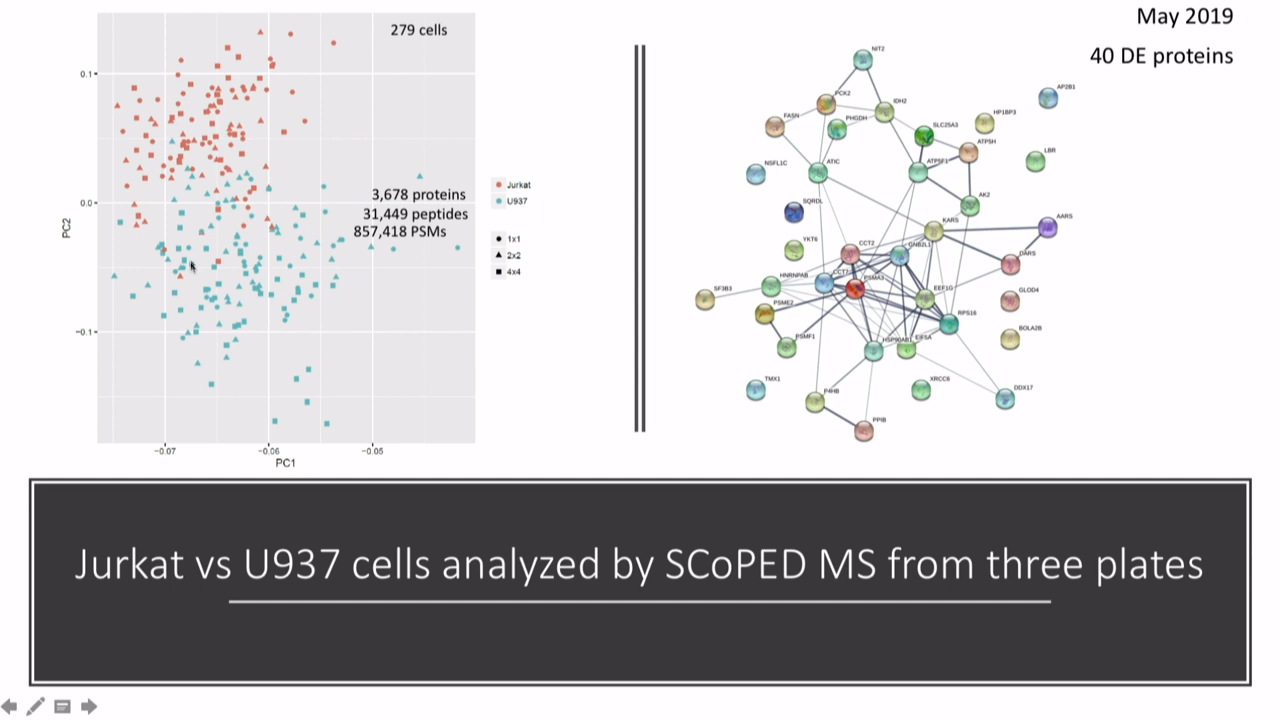 May 2019
40 DE proteins
279 cells
3,678 proteins
31,449 peptides
857,418 PSMs
0.1
0.0
−0.1
PC2
−0.07
−0.06
−0.05
PC1
Jurkat
U937
1x1
2x2
4x4
NIT2
AP2B1
PCK2
IDH2
HP1BP3
FASN
PHGDH
SLC25A3
ATP5H
LBR
NSFL1C
ATIC
ATP5F1
AK2
SQRDL
KARS
AARS
YKT6
CCT2
GNB2L1
DARS
HNRNPAB
CCT7
PSMA3
EEF1G
GLOD4
SF3B3
PSME2
RPS16
PSMF1
HSP90AB1
EIF5A
BOLA2B
TMX1
P4HB
XRCC6
DDX17
PPIB
Jurkat vs U937 cells analyzed by SCoPED MS from three plates